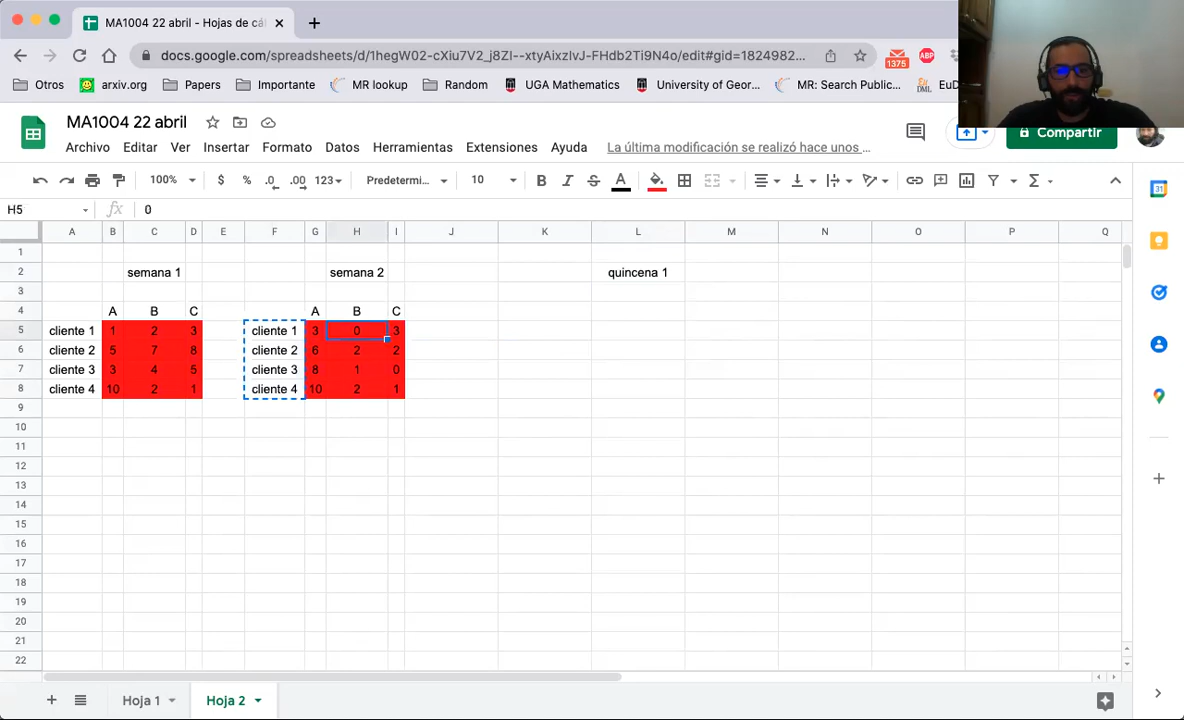 MA1004 22 abril - Hojas de cál
docs.google.com/spreadsheets/d/1hegW02-cXiu7V2_j8ZI--xtyAixzIvJ-FHdb2Ti9N4o/edit#gid=1824982...
1375
ABP
Otros
arxiv.org
Papers
Importante
MR lookup
Random
UGA Mathematics
University of Geor...
MR: Search Public...
EuD
MA1004 22 abril
Compartir
Archivo Editar Ver Insertar Formato Datos Herramientas Extensiones Ayuda La última modificación se realizó hace unos ...
100% $ % .0 .00 123 Predetermi... 10 B I S A
H5 fx 0
A B C D E F G H I J K L M N O P Q
1
2 semana 1 semana 2 quincena 1
3
4 A B C A B C
5 cliente 1 1 2 3 cliente 1 3 0 3
6 cliente 2 5 7 8 cliente 2 6 2 2
7 cliente 3 3 4 5 cliente 3 8 1 0
8 cliente 4 10 2 1 cliente 4 10 2 1
9
10
11
12
13
14
15
16
17
18
19
20
21
22
Hoja 1 Hoja 2
31